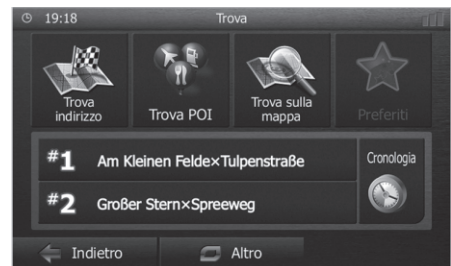 19:18 Trova
Trova indirizzo
Trova POI
Trova sulla mappa
Preferiti
#1 Am Kleinen Felde×Tulpenstraße
Cronologia
#2 Großer Stern×Spreeweg
Indietro
Altro